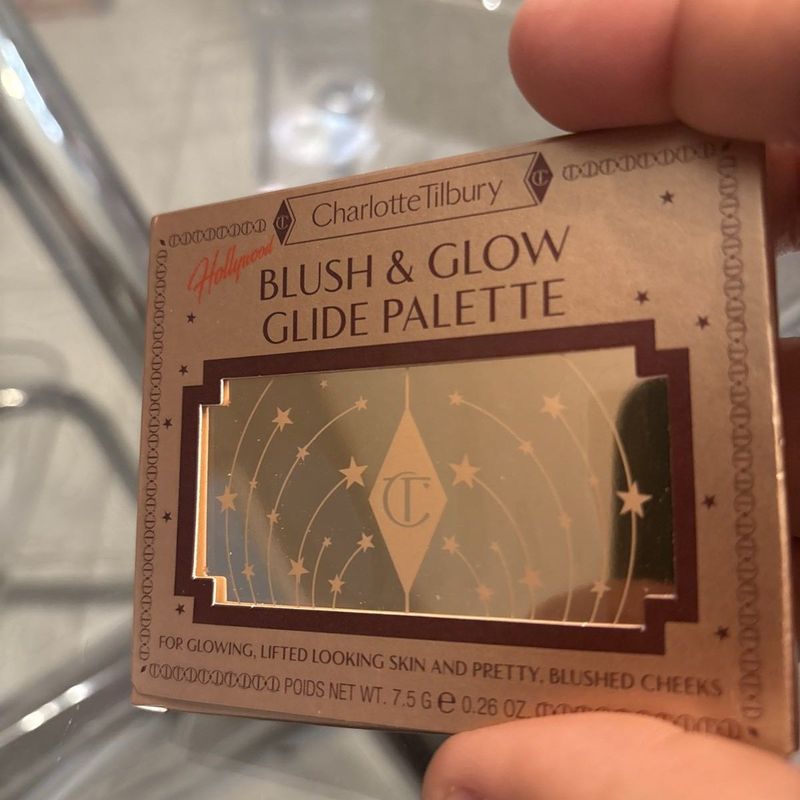 Charlotte Tilbury
Hollywood
BLUSH & GLOW
GLIDE PALETTE
CT
FOR GLOWING, LIFTED LOOKING SKIN AND PRETTY, BLUSHED CHEEKS
POIDS NET WT. 7.5 G e 0.26 OZ.